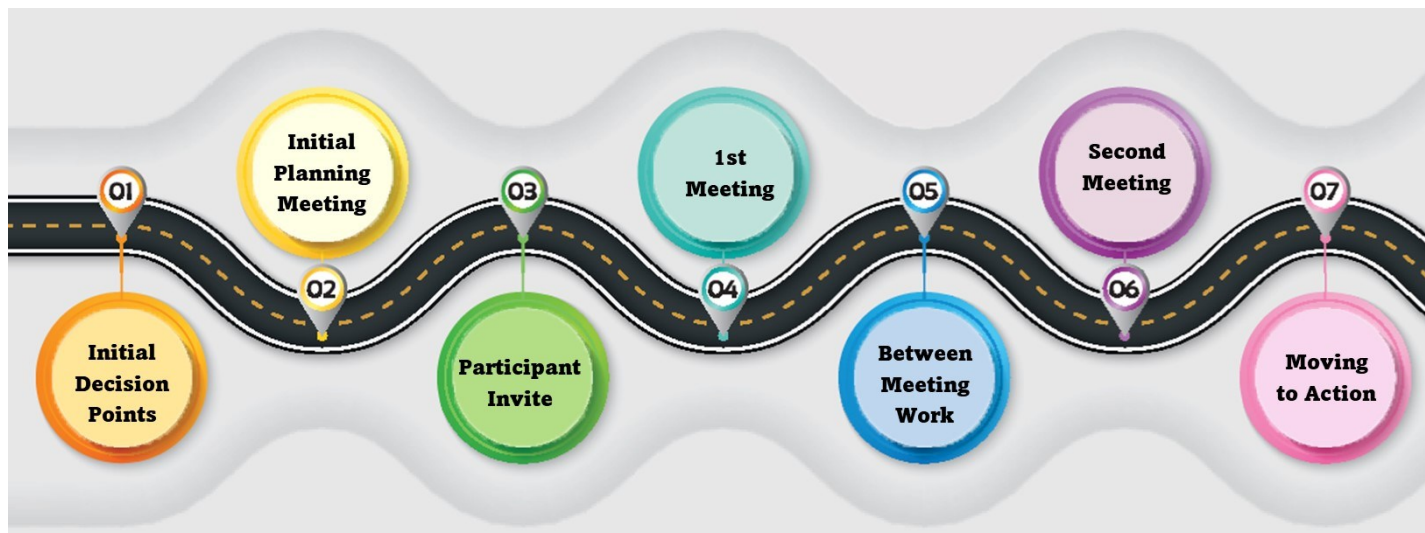 01
Initial
Decision
Points
02
Initial
Planning
Meeting
03
Participant
Invite
04
1st
Meeting
05
Between
Meeting
Work
06
Second
Meeting
07
Moving
to Action